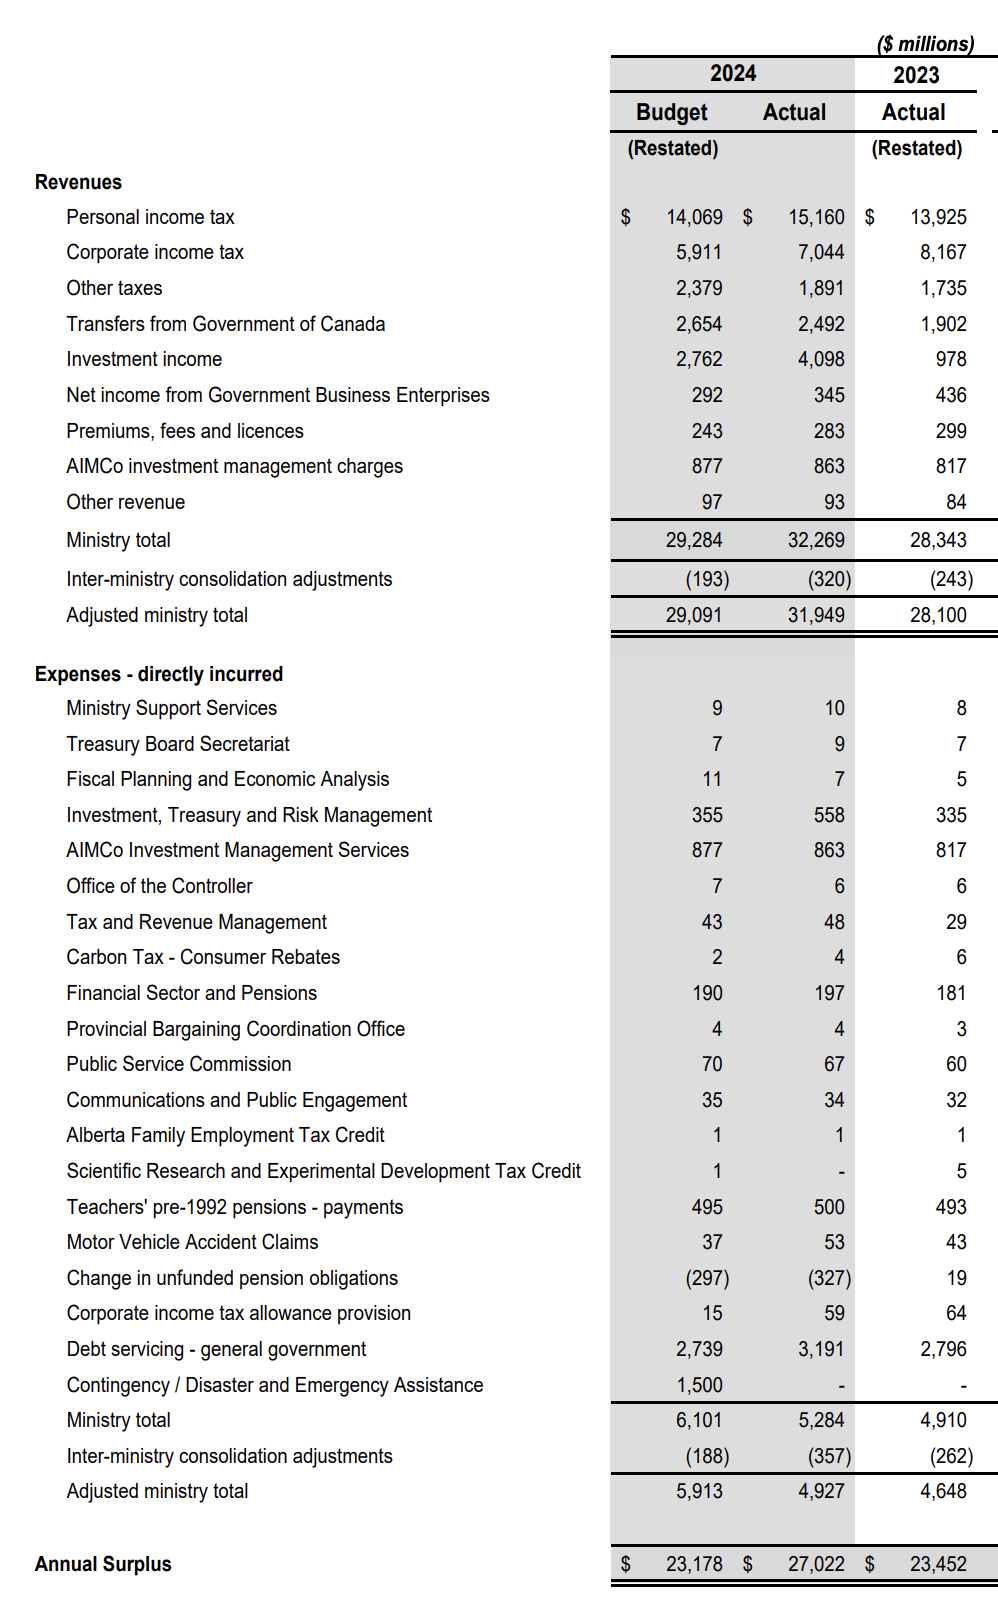 ($ millions)
2024 2023
Budget Actual Actual
(Restated) (Restated)
Revenues
Personal income tax $ 14,069 $ 15,160 $ 13,925
Corporate income tax 5,911 7,044 8,167
Other taxes 2,379 1,891 1,735
Transfers from Government of Canada 2,654 2,492 1,902
Investment income 2,762 4,098 978
Net income from Government Business Enterprises 292 345 436
Premiums, fees and licences 243 283 299
AIMCo investment management charges 877 863 817
Other revenue 97 93 84
Ministry total 29,284 32,269 28,343
Inter-ministry consolidation adjustments (193) (320) (243)
Adjusted ministry total 29,091 31,949 28,100
Expenses - directly incurred
Ministry Support Services 9 10 8
Treasury Board Secretariat 7 9 7
Fiscal Planning and Economic Analysis 11 7 5
Investment, Treasury and Risk Management 355 558 335
AIMCo Investment Management Services 877 863 817
Office of the Controller 7 6 6
Tax and Revenue Management 43 48 29
Carbon Tax - Consumer Rebates 2 4 6
Financial Sector and Pensions 190 197 181
Provincial Bargaining Coordination Office 4 4 3
Public Service Commission 70 67 60
Communications and Public Engagement 35 34 32
Alberta Family Employment Tax Credit 1 1 1
Scientific Research and Experimental Development Tax Credit 1 - 5
Teachers' pre-1992 pensions - payments 495 500 493
Motor Vehicle Accident Claims 37 53 43
Change in unfunded pension obligations (297) (327) 19
Corporate income tax allowance provision 15 59 64
Debt servicing - general government 2,739 3,191 2,796
Contingency / Disaster and Emergency Assistance 1,500 - -
Ministry total 6,101 5,284 4,910
Inter-ministry consolidation adjustments (188) (357) (262)
Adjusted ministry total 5,913 4,927 4,648
Annual Surplus $ 23,178 $ 27,022 $ 23,452